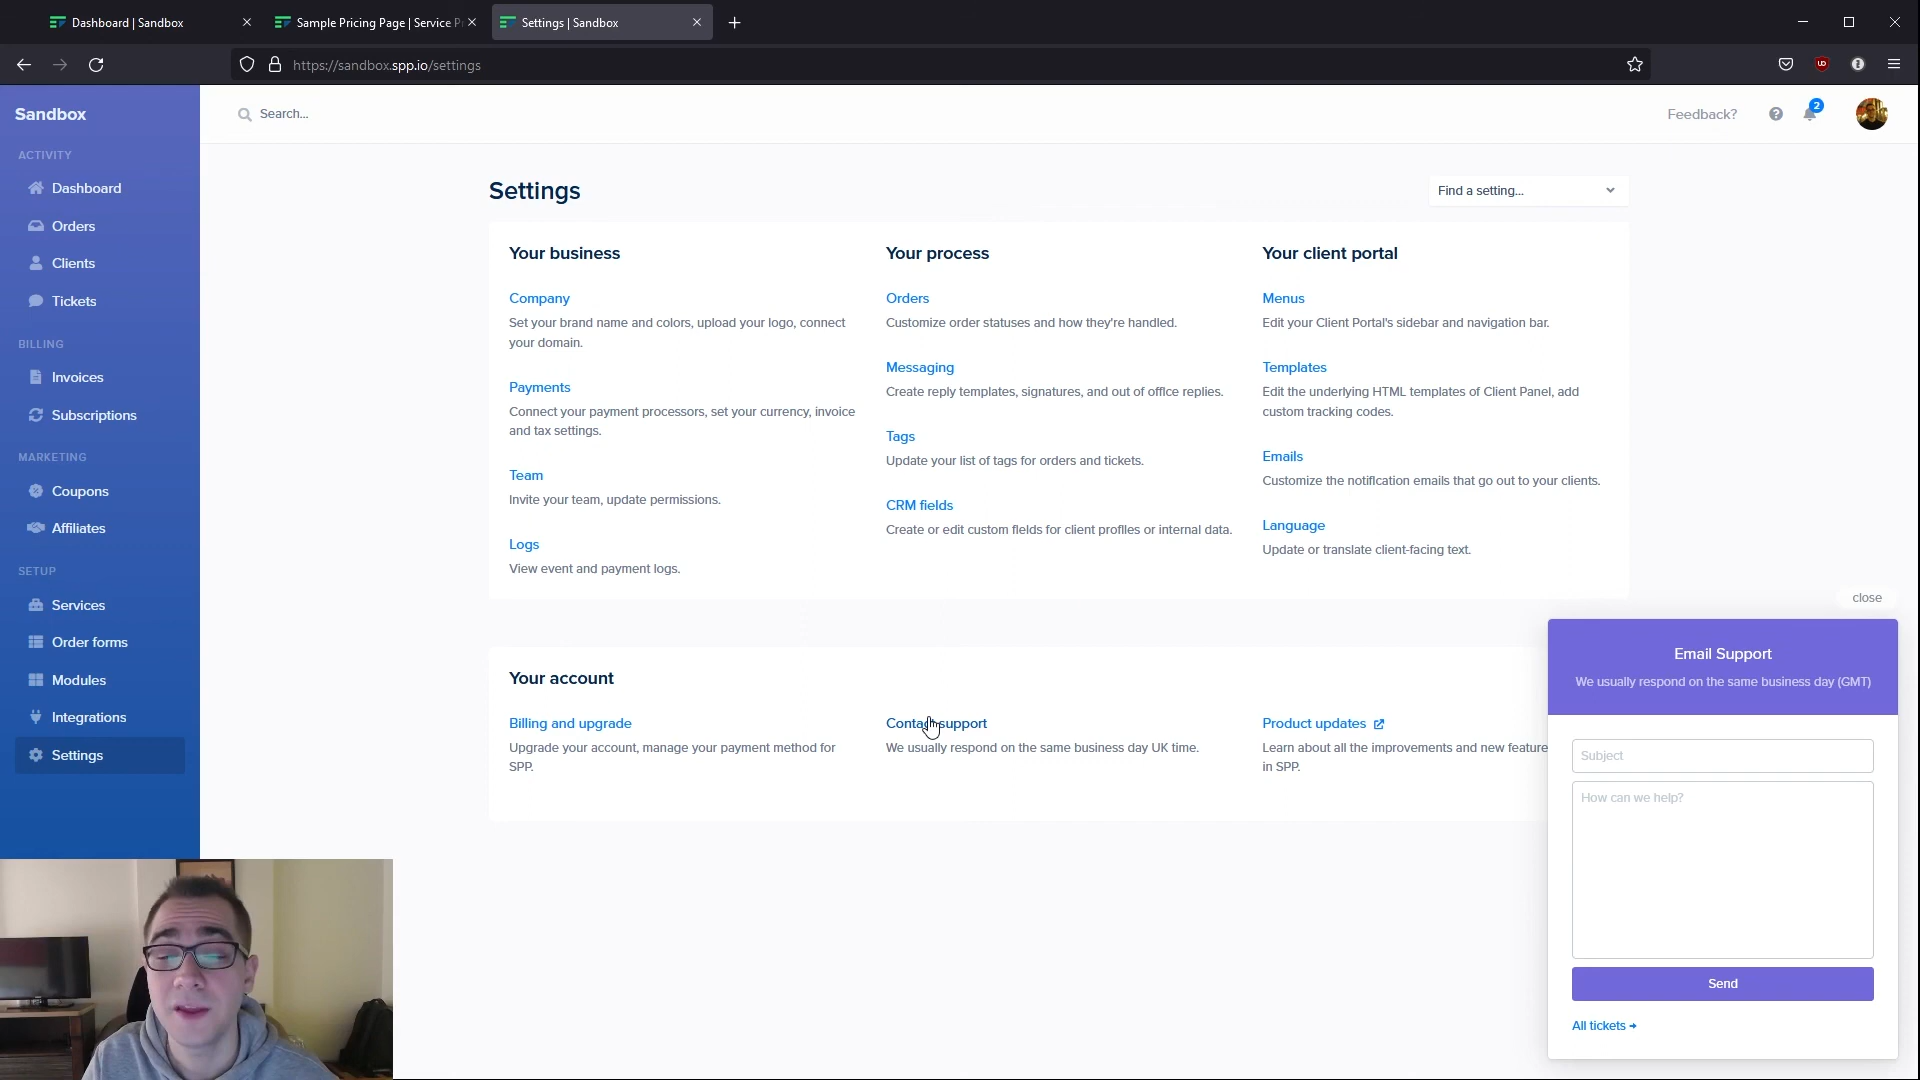 Dashboard | Sandbox
Sample Pricing Page | Service P
Settings | Sandbox
https://sandbox.spp.io/settings
Sandbox
Search...
Feedback?
2
ACTIVITY
Dashboard
Orders
Clients
Tickets
BILLING
Invoices
Subscriptions
MARKETING
Coupons
Affiliates
SETUP
Services
Order forms
Modules
Integrations
Settings
Settings
Find a setting...
Your business
Company
Set your brand name and colors, upload your logo, connect
your domain.
Payments
Connect your payment processors, set your currency, invoice
and tax settings.
Team
Invite your team, update permissions.
Logs
View event and payment logs.
Your process
Orders
Customize order statuses and how they're handled.
Messaging
Create reply templates, signatures, and out of office replies.
Tags
Update your list of tags for orders and tickets.
CRM fields
Create or edit custom fields for client profiles or internal data.
Your client portal
Menus
Edit your Client Portal's sidebar and navigation bar.
Templates
Edit the underlying HTML templates of Client Panel, add
custom tracking codes.
Emails
Customize the notification emails that go out to your clients.
Language
Update or translate client-facing text.
Your account
Billing and upgrade
Upgrade your account, manage your payment method for
SPP.
Contact support
We usually respond on the same business day UK time.
Product updates
Learn about all the improvements and new feature
in SPP.
close
Email Support
We usually respond on the same business day (GMT)
Subject
How can we help?
Send
All tickets →